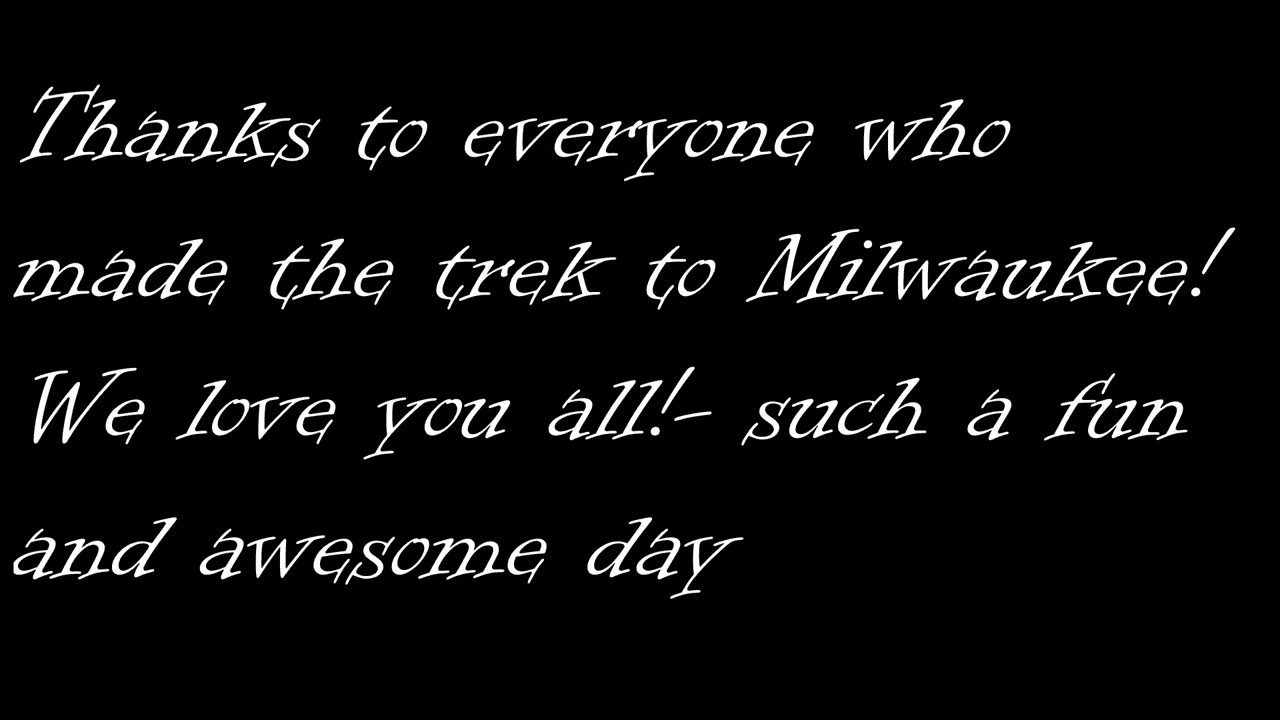 Thanks to everyone who
made the trek to Milwaukee!
We love you all!- such a fun
and awesome day